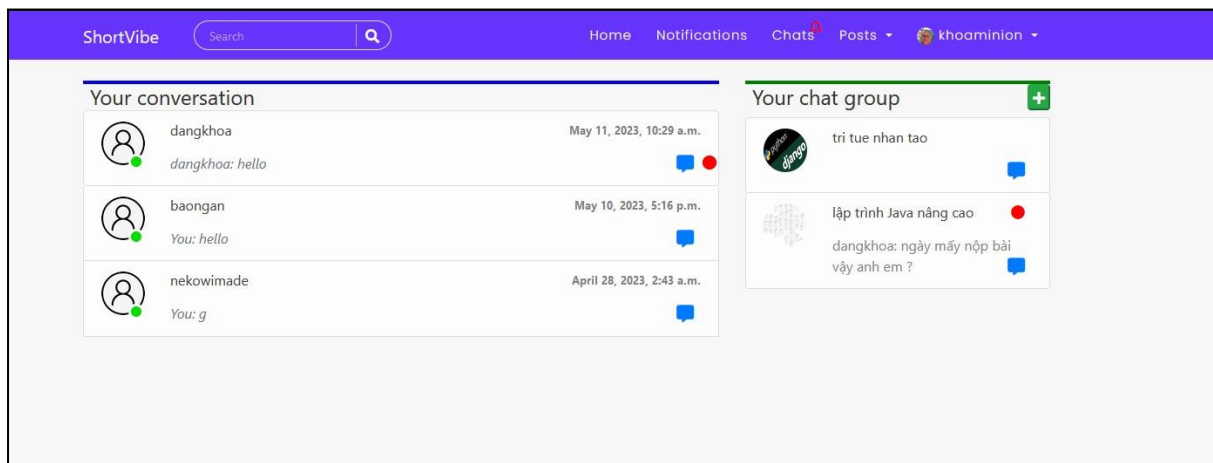 ShortVibe
Search
Home Notifications Chats Posts khoaminion
Your conversation
dangkhoa May 11, 2023, 10:29 a.m.
dangkhoa: hello
baongan May 10, 2023, 5:16 p.m.
You: hello
nekowimade April 28, 2023, 2:43 a.m.
You: g
Your chat group
python
django
tri tue nhan tao
lập trình Java nâng cao
dangkhoa: ngày mấy nộp bài
vậy anh em ?